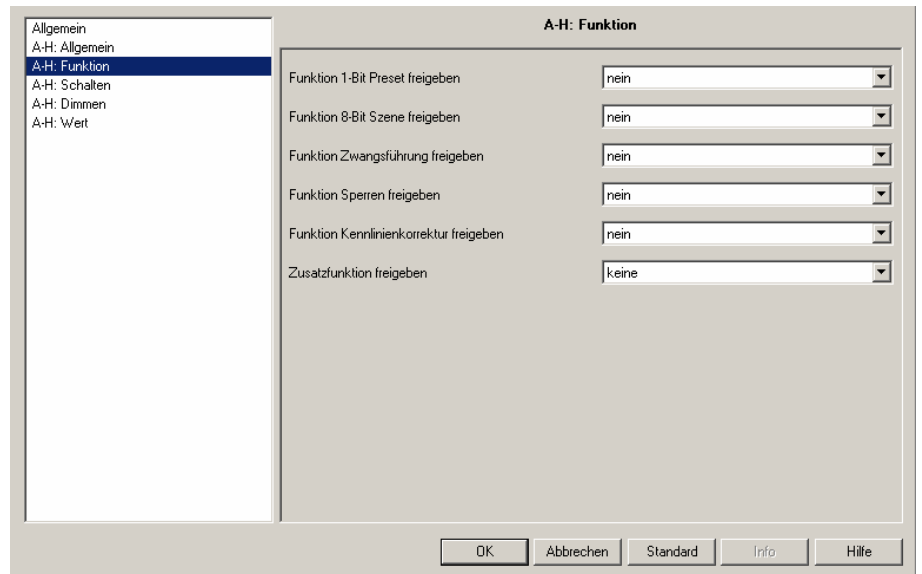 Allgemein
A-H: Allgemein
A-H: Funktion
A-H: Schalten
A-H: Dimmen
A-H: Wert
A-H: Funktion
Funktion 1-Bit Preset freigeben nein
Funktion 8-Bit Szene freigeben nein
Funktion Zwangsführung freigeben nein
Funktion Sperren freigeben nein
Funktion Kennlinienkorrektur freigeben nein
Zusatzfunktion freigeben keine
OK Abbrechen Standard Info Hilfe